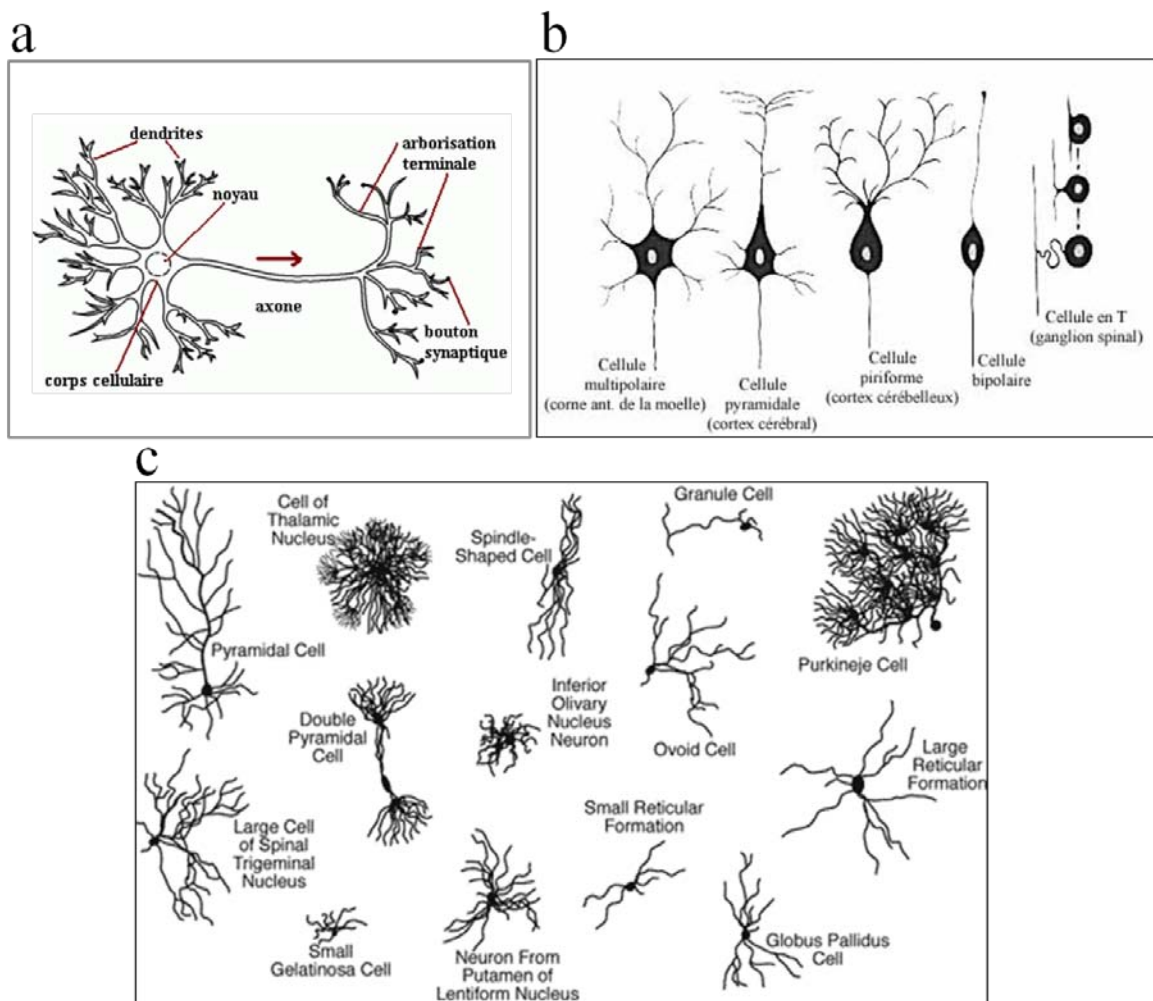 a
dendrites
noyau
arborisation
terminale
axone
bouton
synaptique
corps cellulaire
b
Cellule
multipolaire
(corne ant. de la moelle)
Cellule
pyramidale
(cortex cérébral)
Cellule
piriforme
(cortex cérébelleux)
Cellule
bipolaire
Cellule en T
(ganglion spinal)
c
Pyramidal Cell
Cell of
Thalamic
Nucleus
Spindle-
Shaped Cell
Granule Cell
Purkineje Cell
Double
Pyramidal
Cell
Inferior
Olivary
Nucleus
Neuron
Ovoid Cell
Large
Reticular
Formation
Large Cell
of Spinal
Trigeminal
Nucleus
Small Reticular
Formation
Small
Gelatinosa Cell
Neuron From
Putamen of
Lentiform Nucleus
Globus Pallidus
Cell